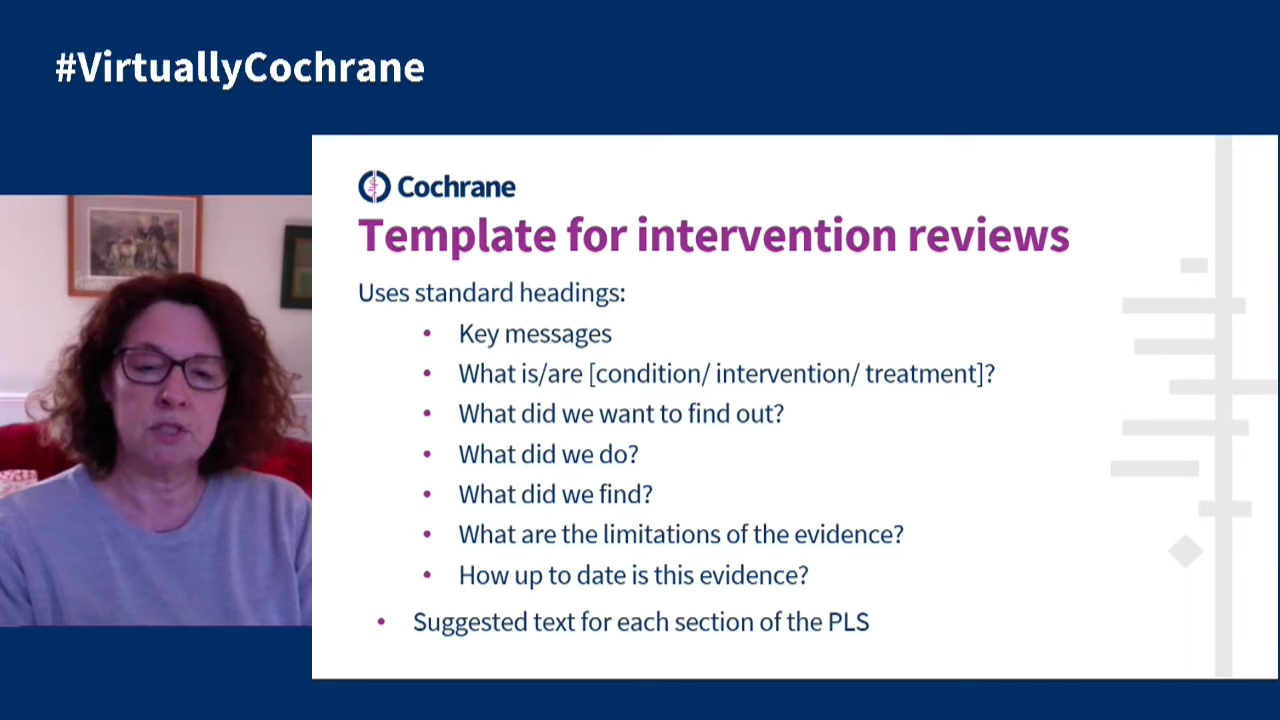 #VirtuallyCochrane
Cochrane
Template for intervention reviews
Uses standard headings:
• Key messages
• What is/are [condition/ intervention/ treatment]?
• What did we want to find out?
• What did we do?
• What did we find?
• What are the limitations of the evidence?
• How up to date is this evidence?
• Suggested text for each section of the PLS